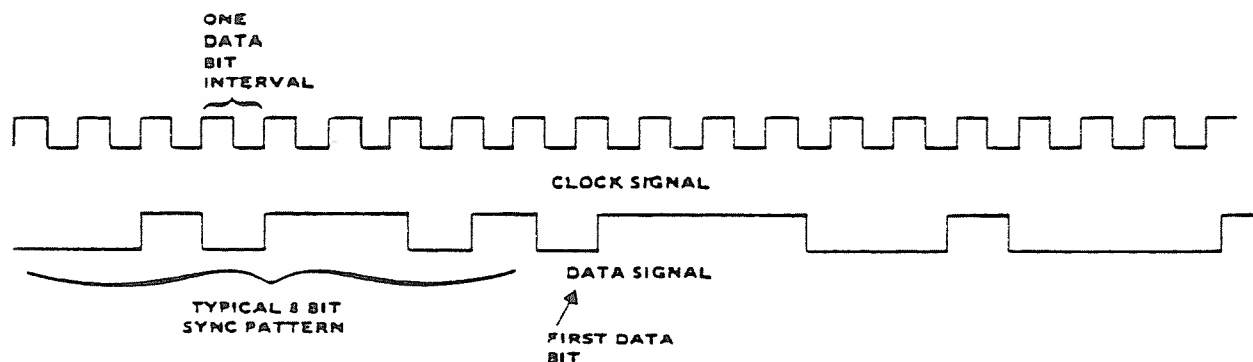 ONE
DATA
BIT
INTERVAL
CLOCK SIGNAL
DATA SIGNAL
TYPICAL 8 BIT
SYNC PATTERN
FIRST DATA
BIT